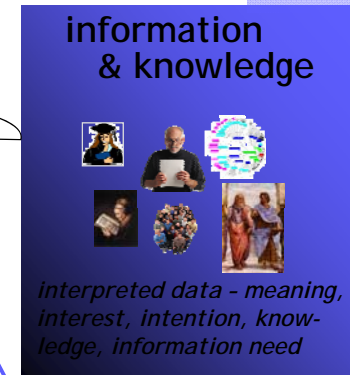 information
& knowledge
interpreted data - meaning,
interest, intention, know-
ledge, information need